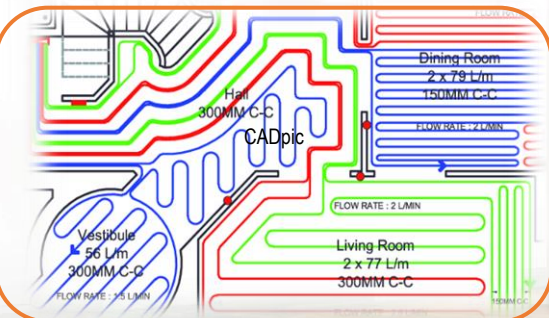 Dining Room
2 x 79 L/m
150MM C-C
FLOW RATE : 2 L/MIN
Hall
300MM C-C
CADpic
FLOW RATE : 2 L/MIN
Vestibule
56 L/m
300MM C-C
FLOW RATE : 1.5 L/MIN
Living Room
2 x 77 L/m
300MM C-C
150MM C-C